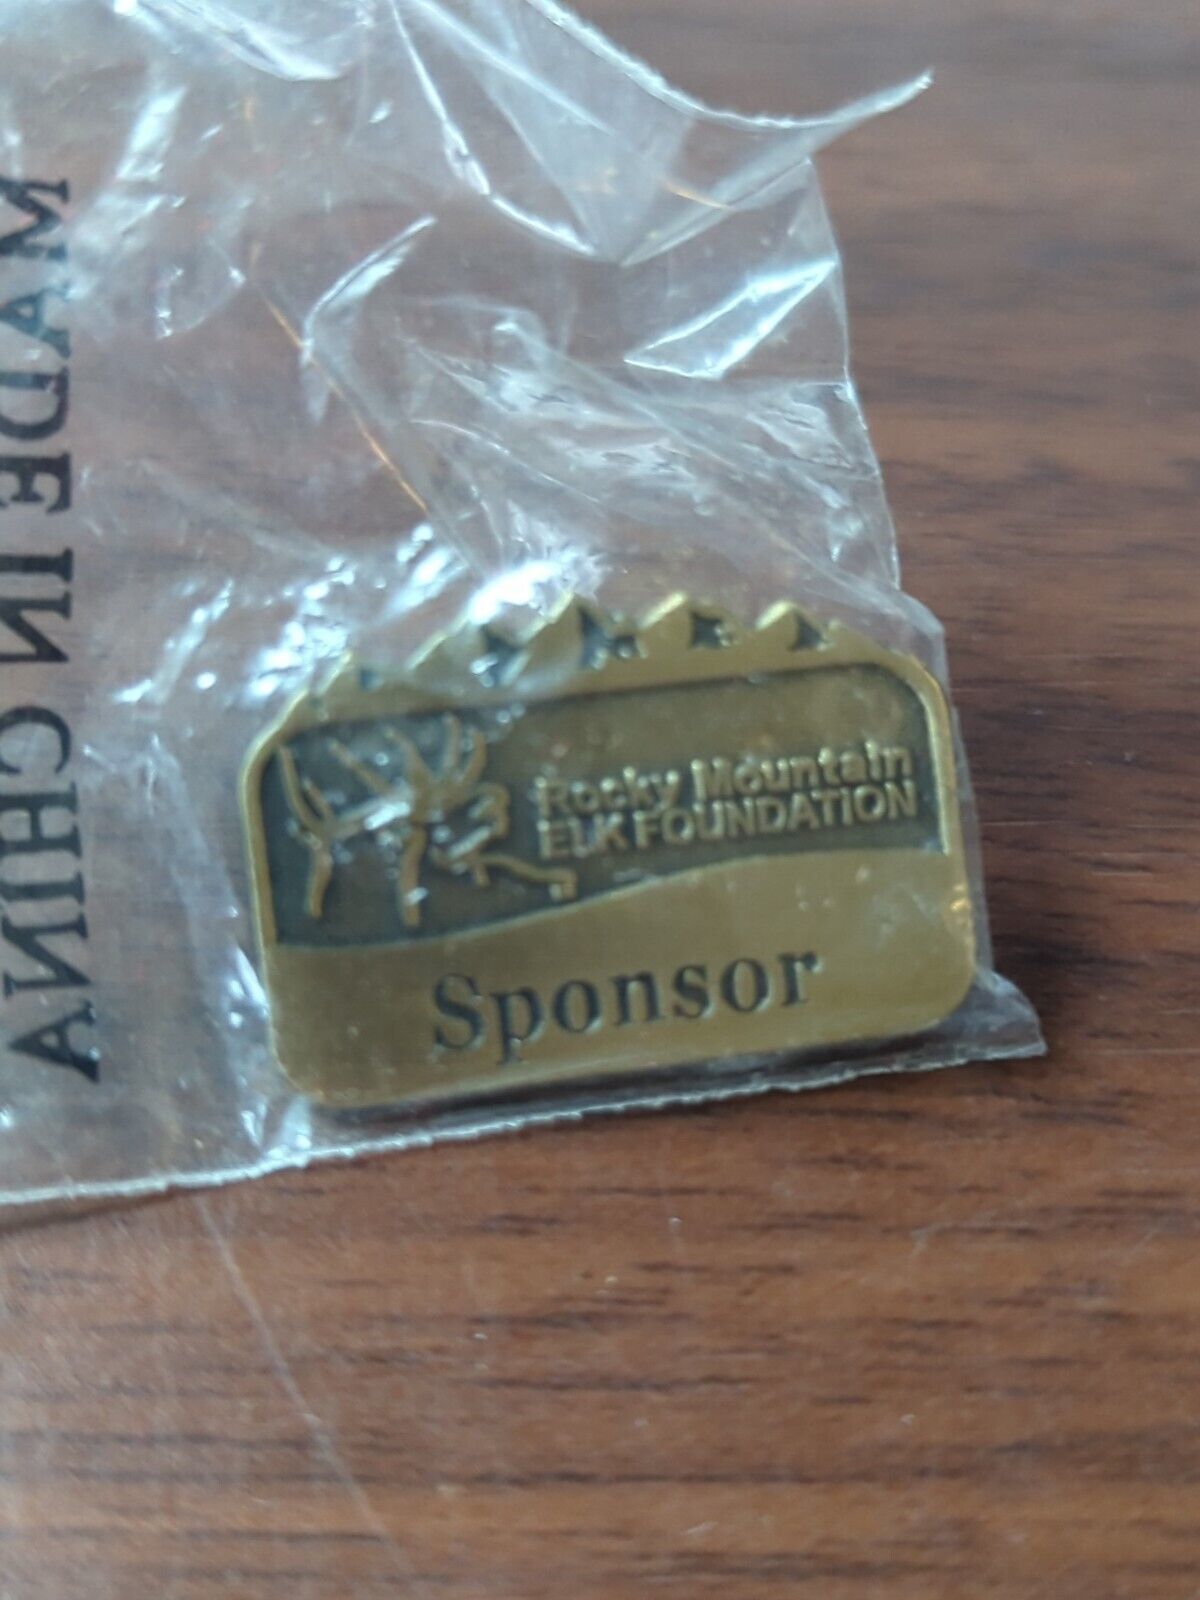 MADE IN CHINA
Rocky Mountain
ELK FOUNDATION
Sponsor